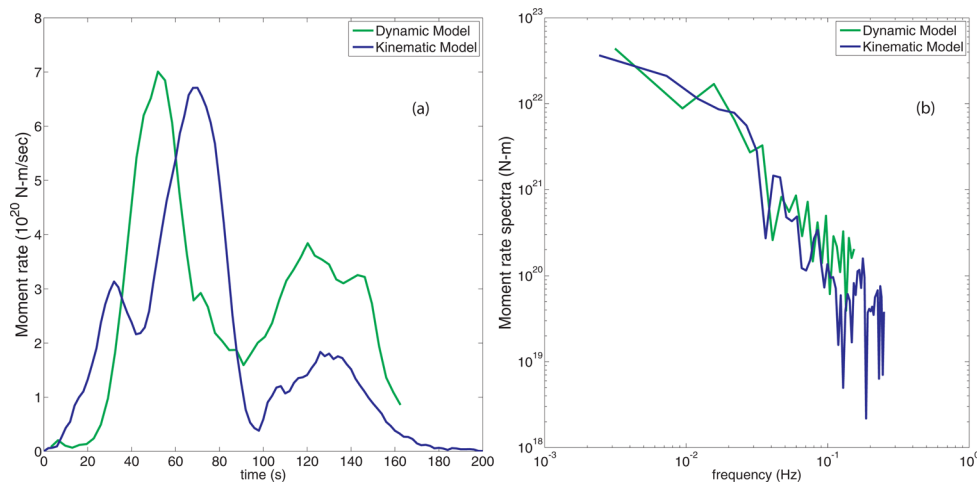 8
7
6
5
4
3
2
1
0
0 20 40 60 80 100 120 140 160 180 200
time (s)
Moment rate (10^20 N-m/sec)
Dynamic Model
Kinematic Model
(a)
10^23
10^22
10^21
10^20
10^19
10^18
10^-3 10^-2 10^-1 10^0
frequency (Hz)
Moment rate spectra (N-m)
Dynamic Model
Kinematic Model
(b)